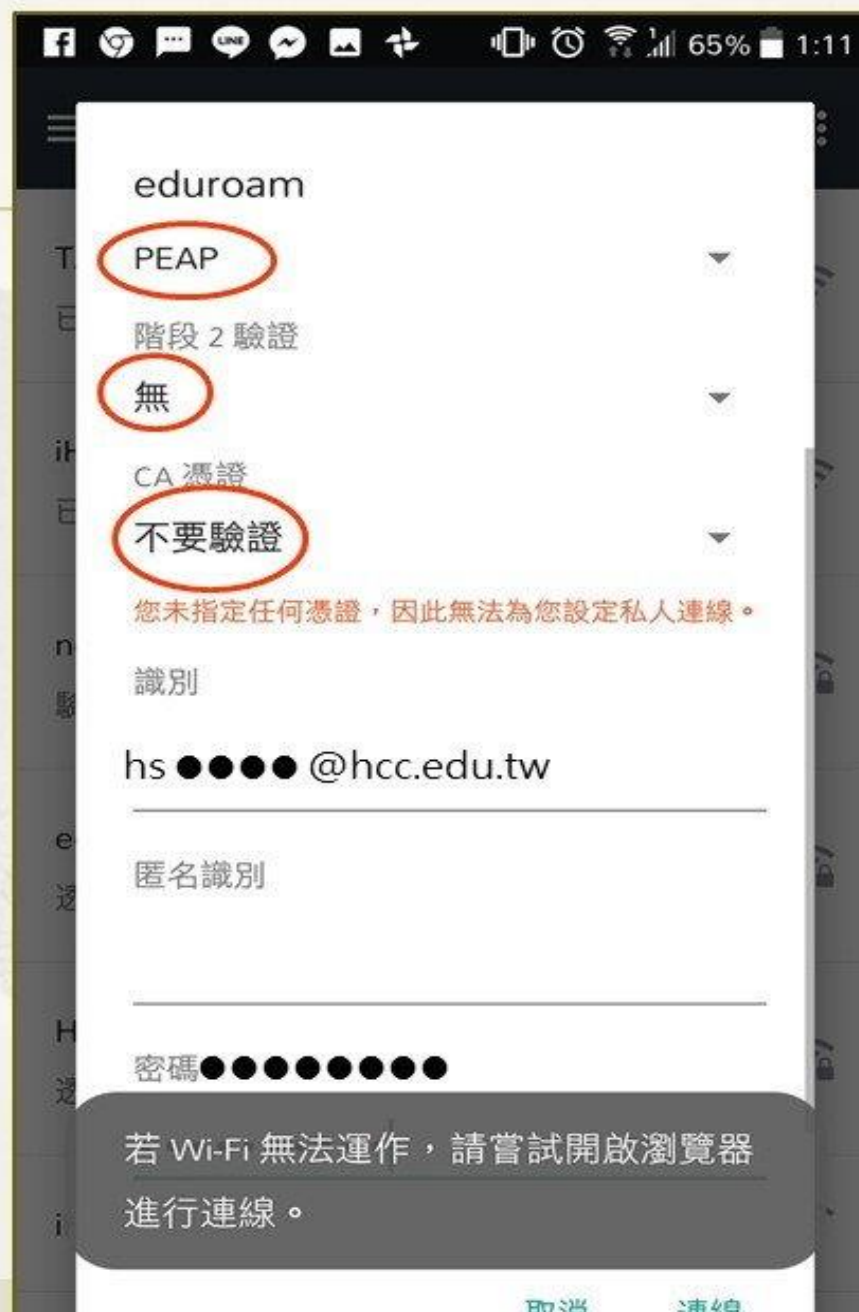 LINE
65% 1:11
eduroam
PEAP
階段 2 驗證
無
CA 憑證
不要驗證
您未指定任何憑證，因此無法為您設定私人連線。
識別
hs●●●●@hcc.edu.tw
匿名識別
密碼●●●●●●●●
若 Wi-Fi 無法運作，請嘗試開啟瀏覽器
進行連線。
取消 連線